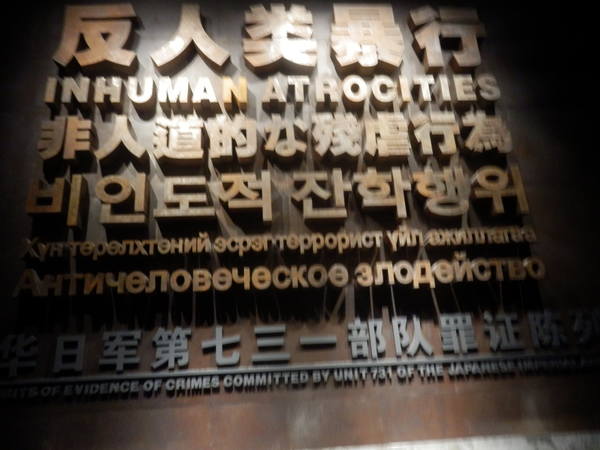 反人类暴行
INHUMAN ATROCITIES
非人道的な残虐行為
비인도적 잔학행위
Хүн төрөлхтөний эсрэг террорист үйл ажиллагаа
Античеловеческое злодейство
华日军第七三一部队罪证陈列
OF EVIDENCE OF CRIMES COMMITTED BY UNIT 731 OF THE JAPANESE IMPERIAL